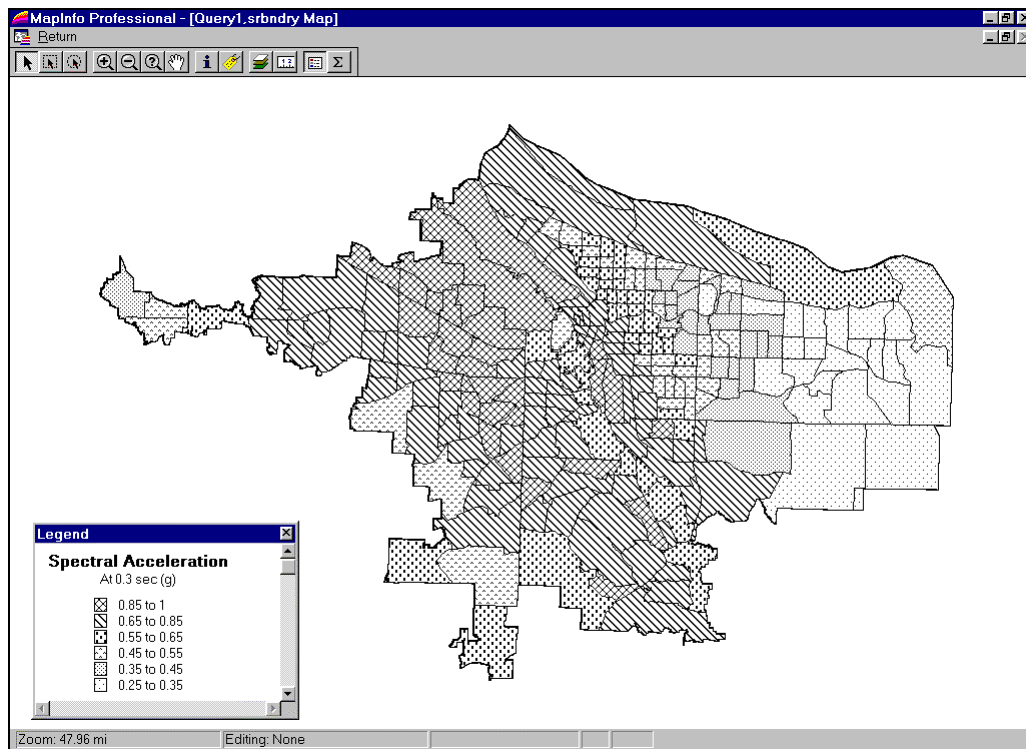 MapInfo Professional - [Query1,srbndry Map]
Return
Legend
Spectral Acceleration
At 0.3 sec (g)
0.85 to 1
0.65 to 0.85
0.55 to 0.65
0.45 to 0.55
0.35 to 0.45
0.25 to 0.35
Zoom: 47.96 mi
Editing: None